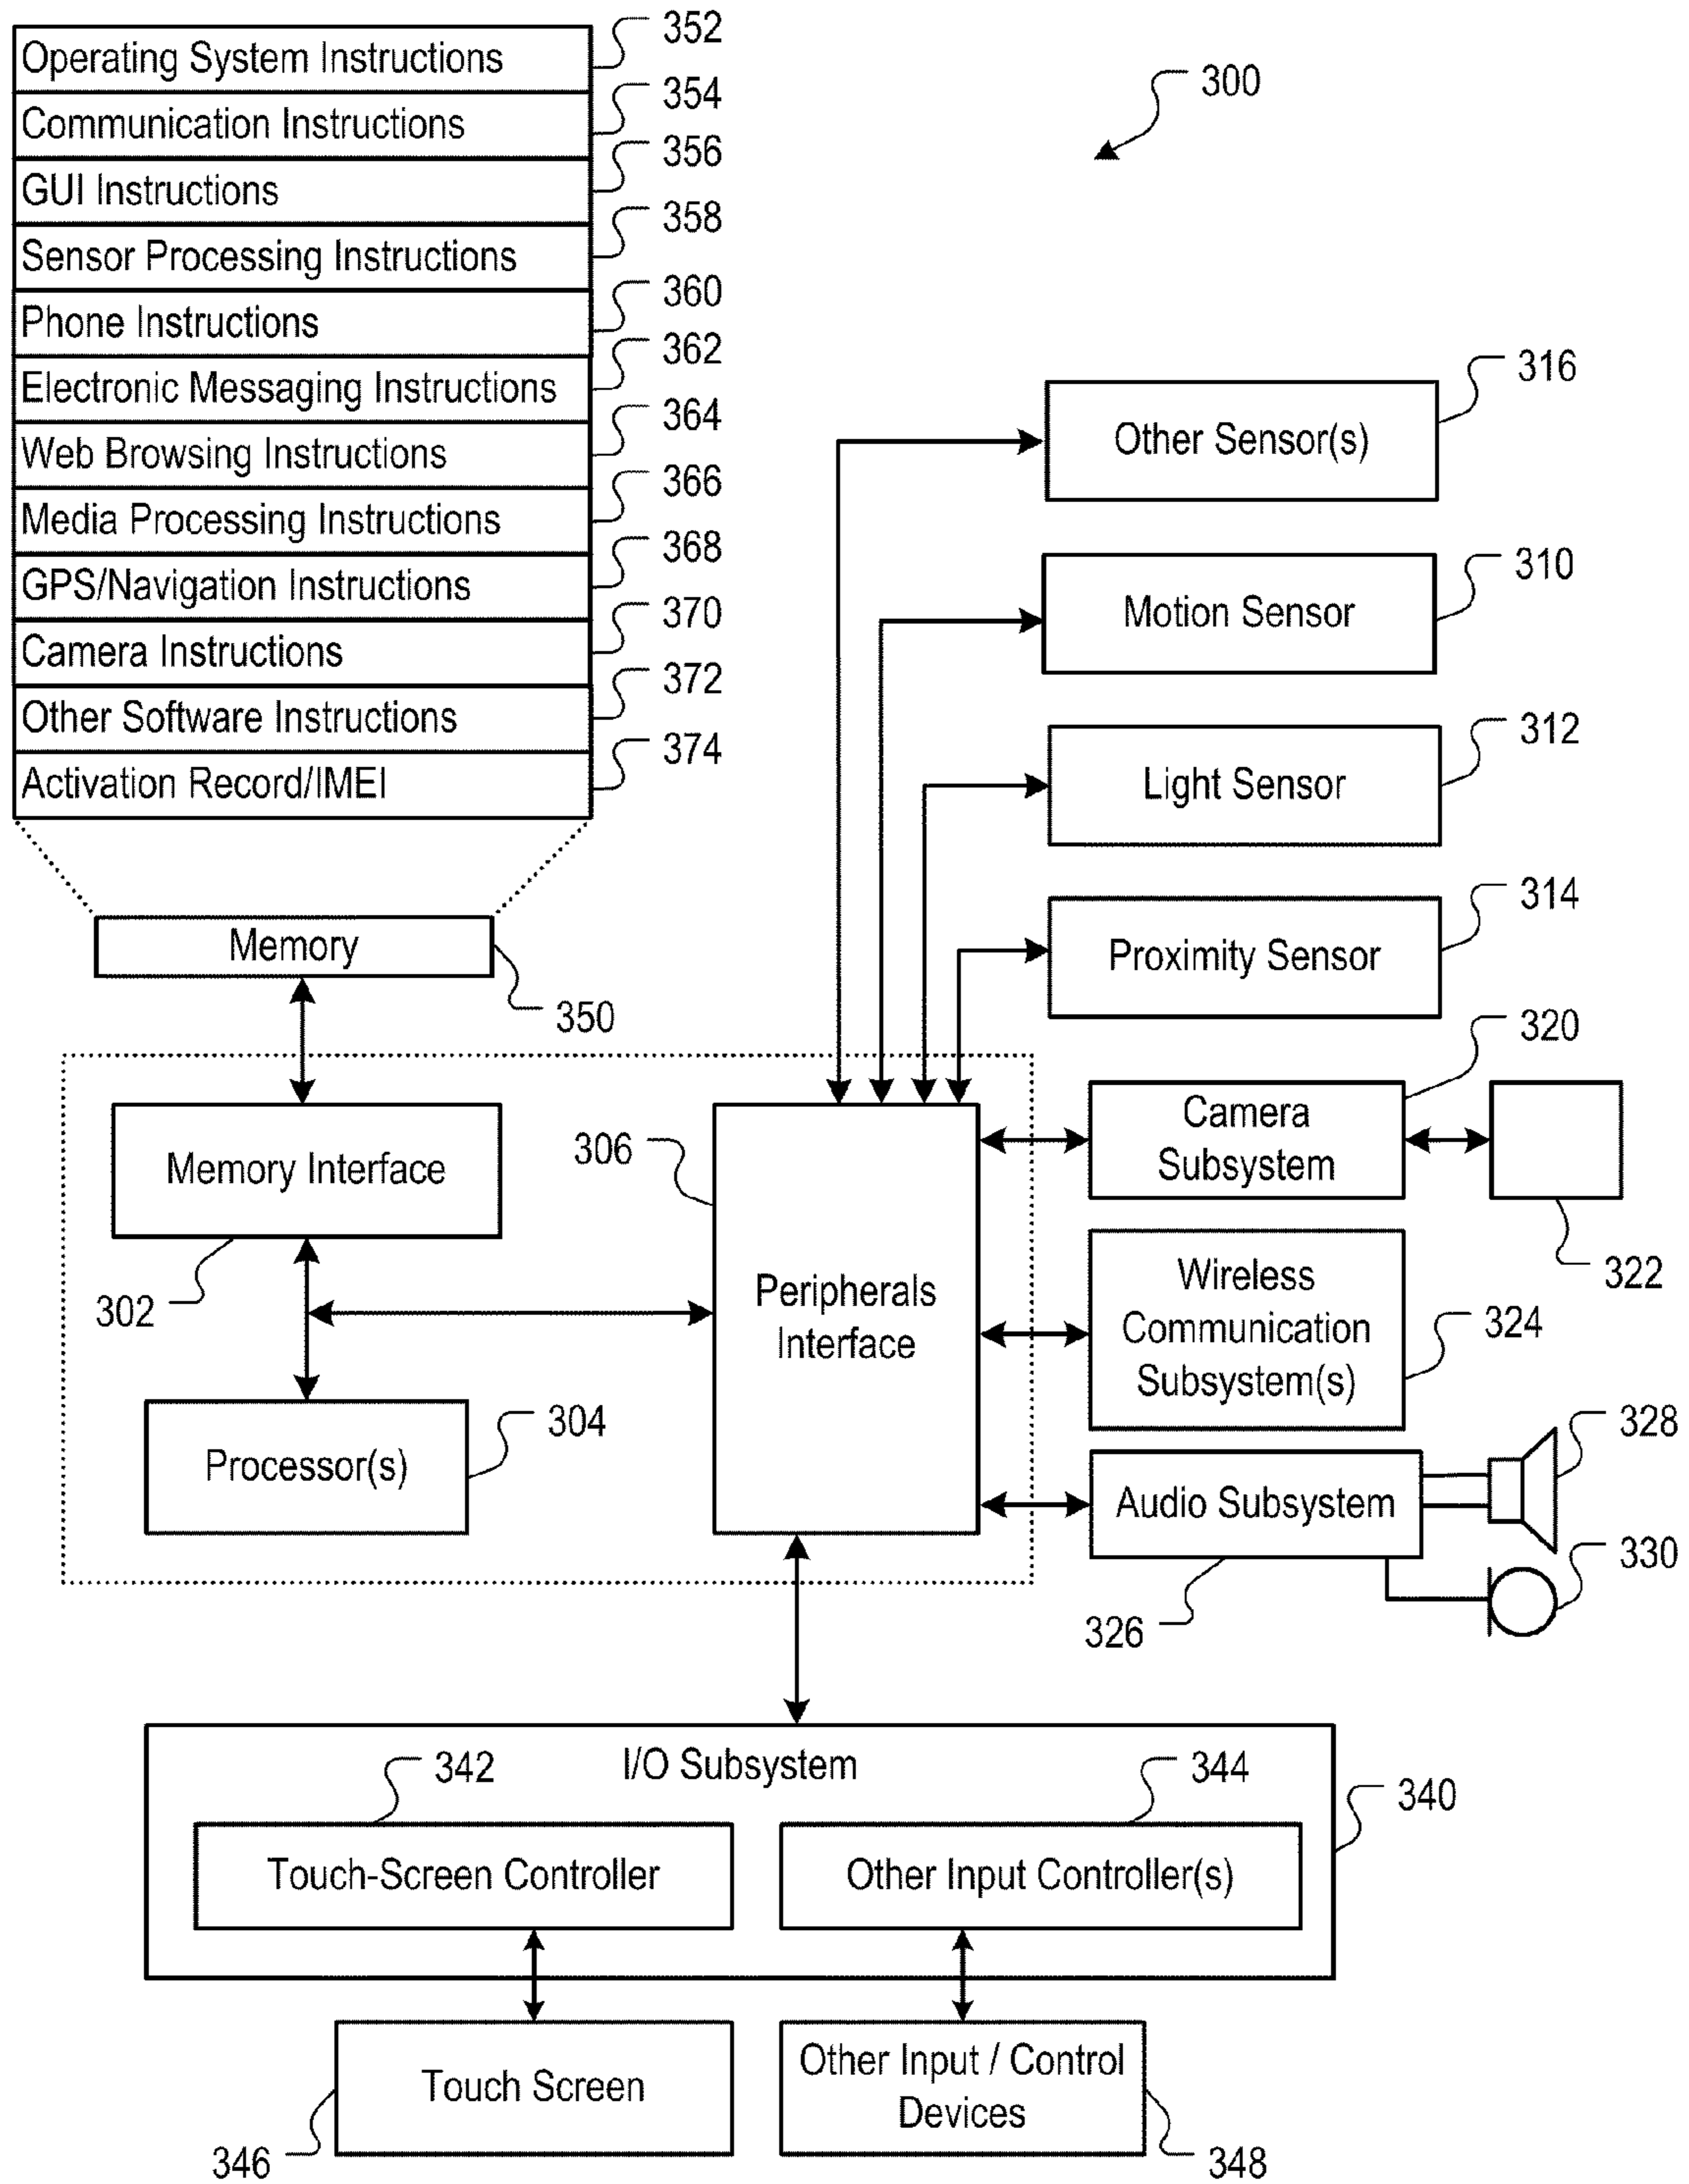 352
Operating System Instructions
354
Communication Instructions
356
GUI Instructions
358
Sensor Processing Instructions
360
Phone Instructions
362
Electronic Messaging Instructions
364
Web Browsing Instructions
366
Media Processing Instructions
368
GPS/Navigation Instructions
370
Camera Instructions
372
Other Software Instructions
374
Activation Record/IMEI
300
316
Other Sensor(s)
310
Motion Sensor
312
Light Sensor
314
Proximity Sensor
Memory
350
320
Camera
Subsystem
322
Memory Interface
302
306
Peripherals
Interface
Wireless
Communication
Subsystem(s)
324
304
Processor(s)
328
Audio Subsystem
330
326
I/O Subsystem
342
344
340
Touch-Screen Controller
Other Input Controller(s)
Touch Screen
346
Other Input / Control
Devices
348